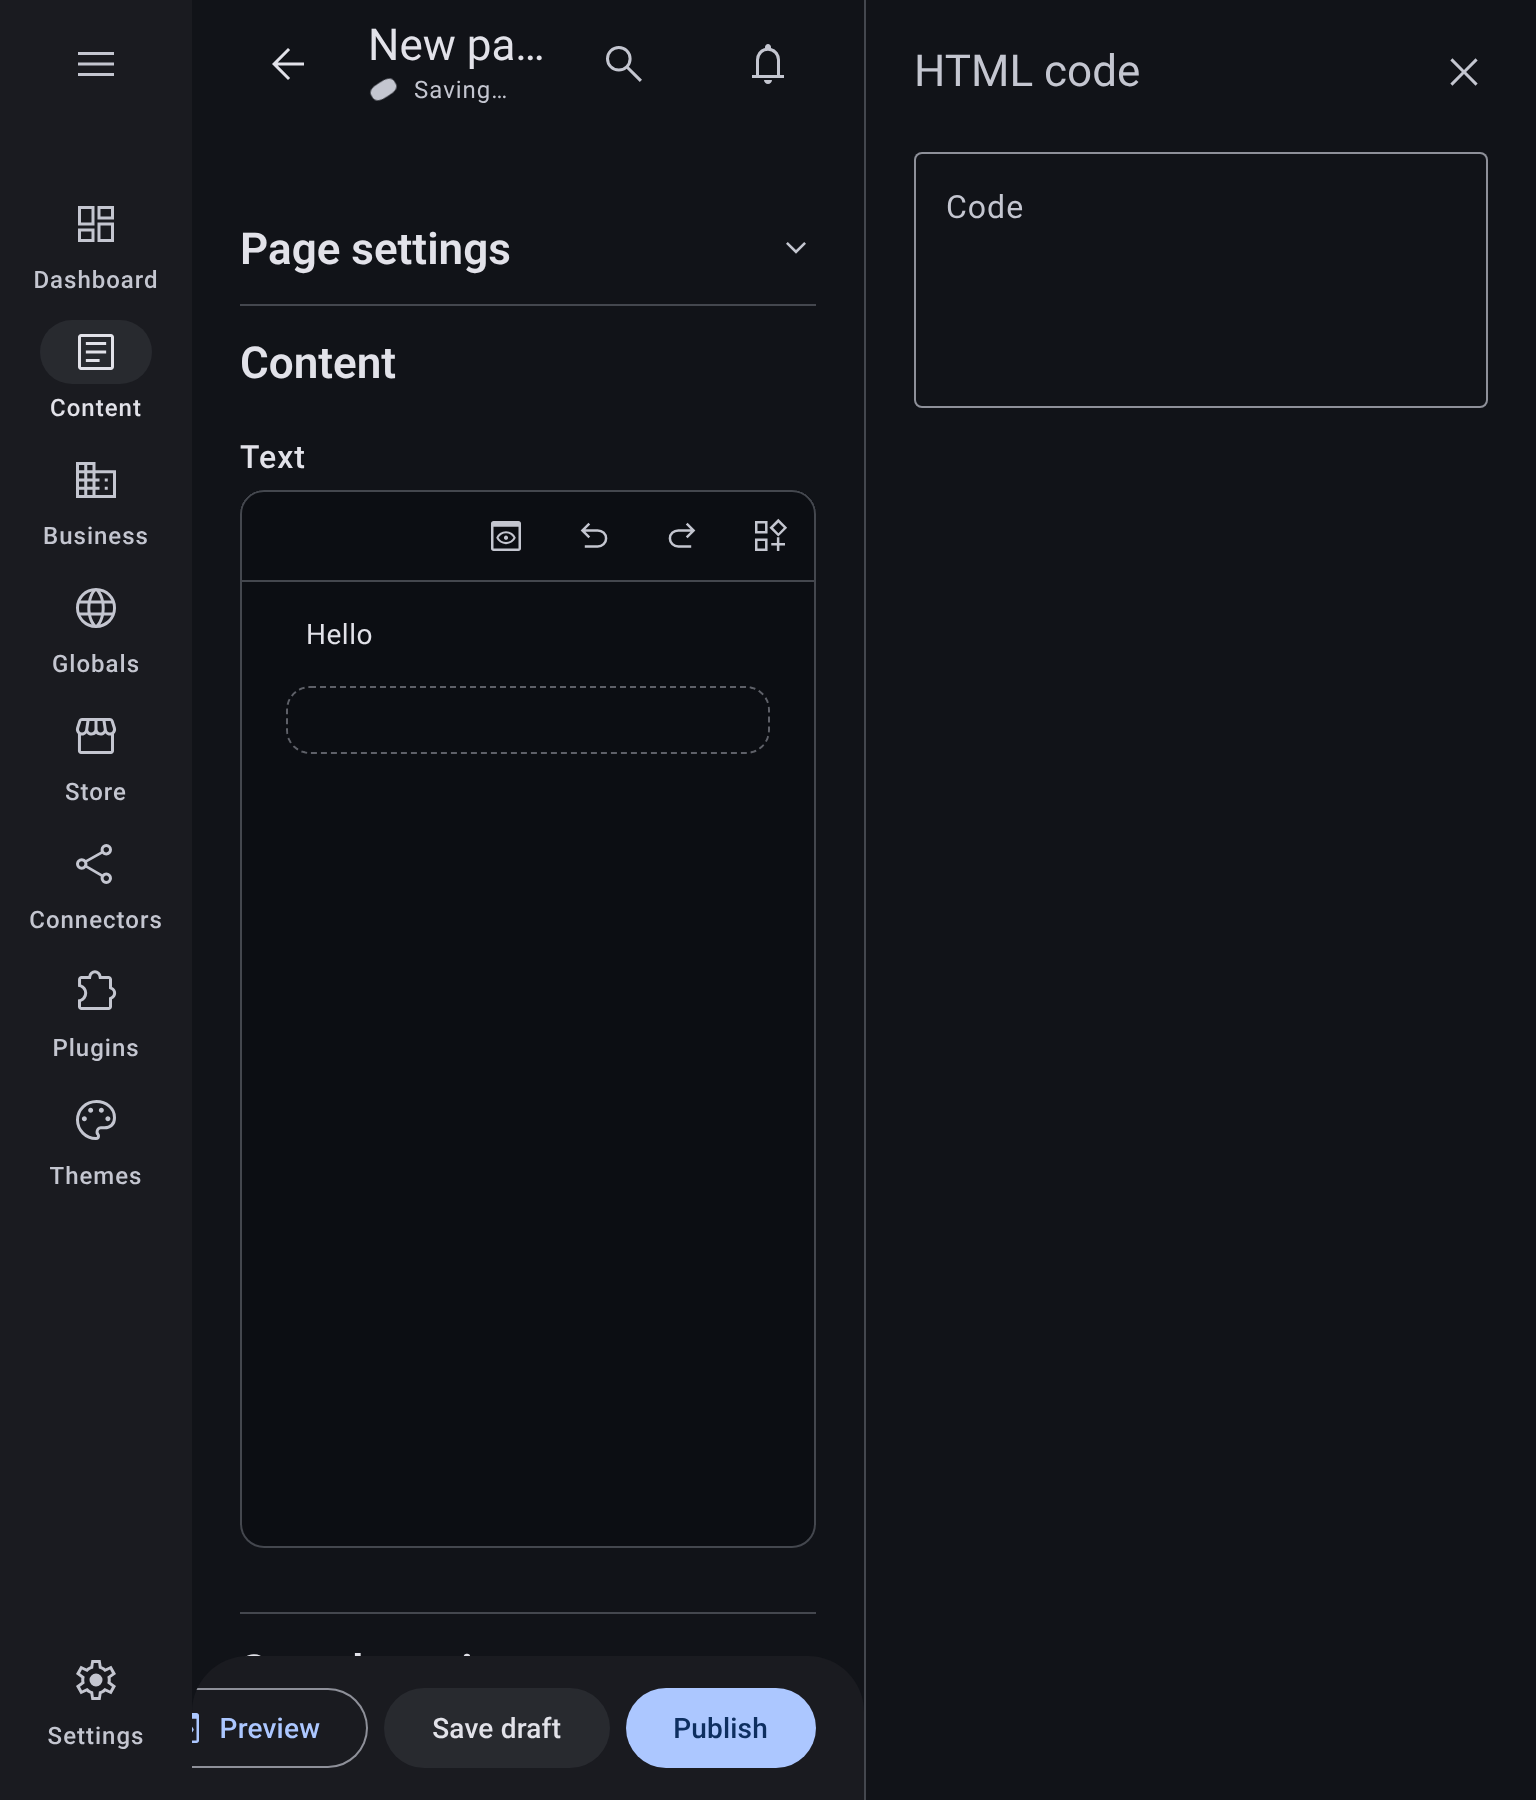 New pa...
Saving...
HTML code
Code
Dashboard
Content
Business
Globals
Store
Connectors
Plugins
Themes
Settings
Page settings
Content
Text
Hello
Preview
Save draft
Publish